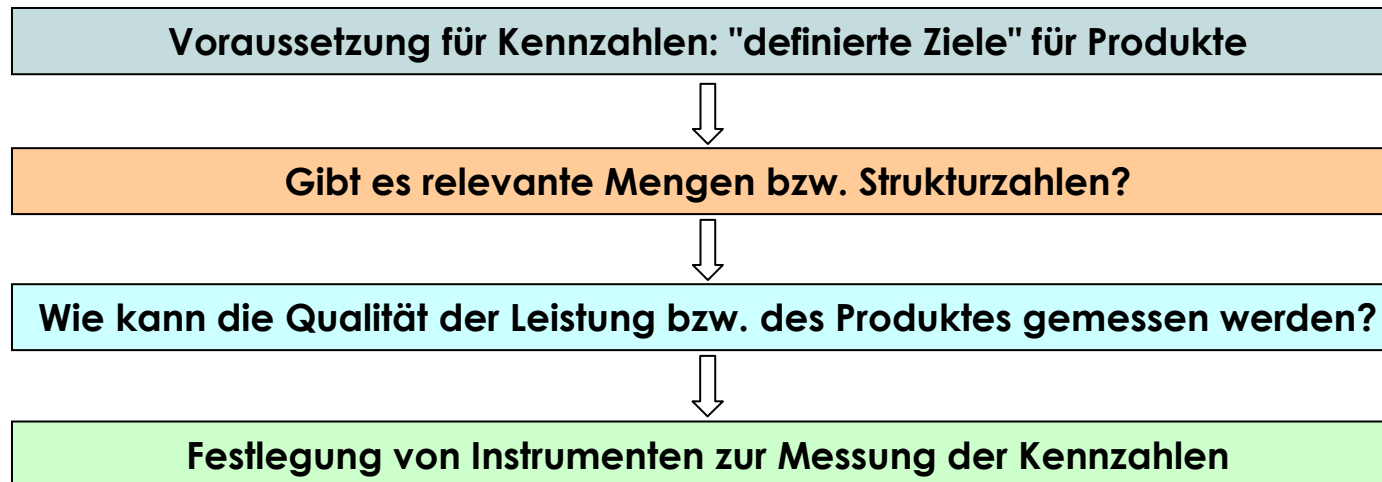 Voraussetzung für Kennzahlen: "definierte Ziele" für Produkte
Gibt es relevante Mengen bzw. Strukturzahlen?
Wie kann die Qualität der Leistung bzw. des Produktes gemessen werden?
Festlegung von Instrumenten zur Messung der Kennzahlen